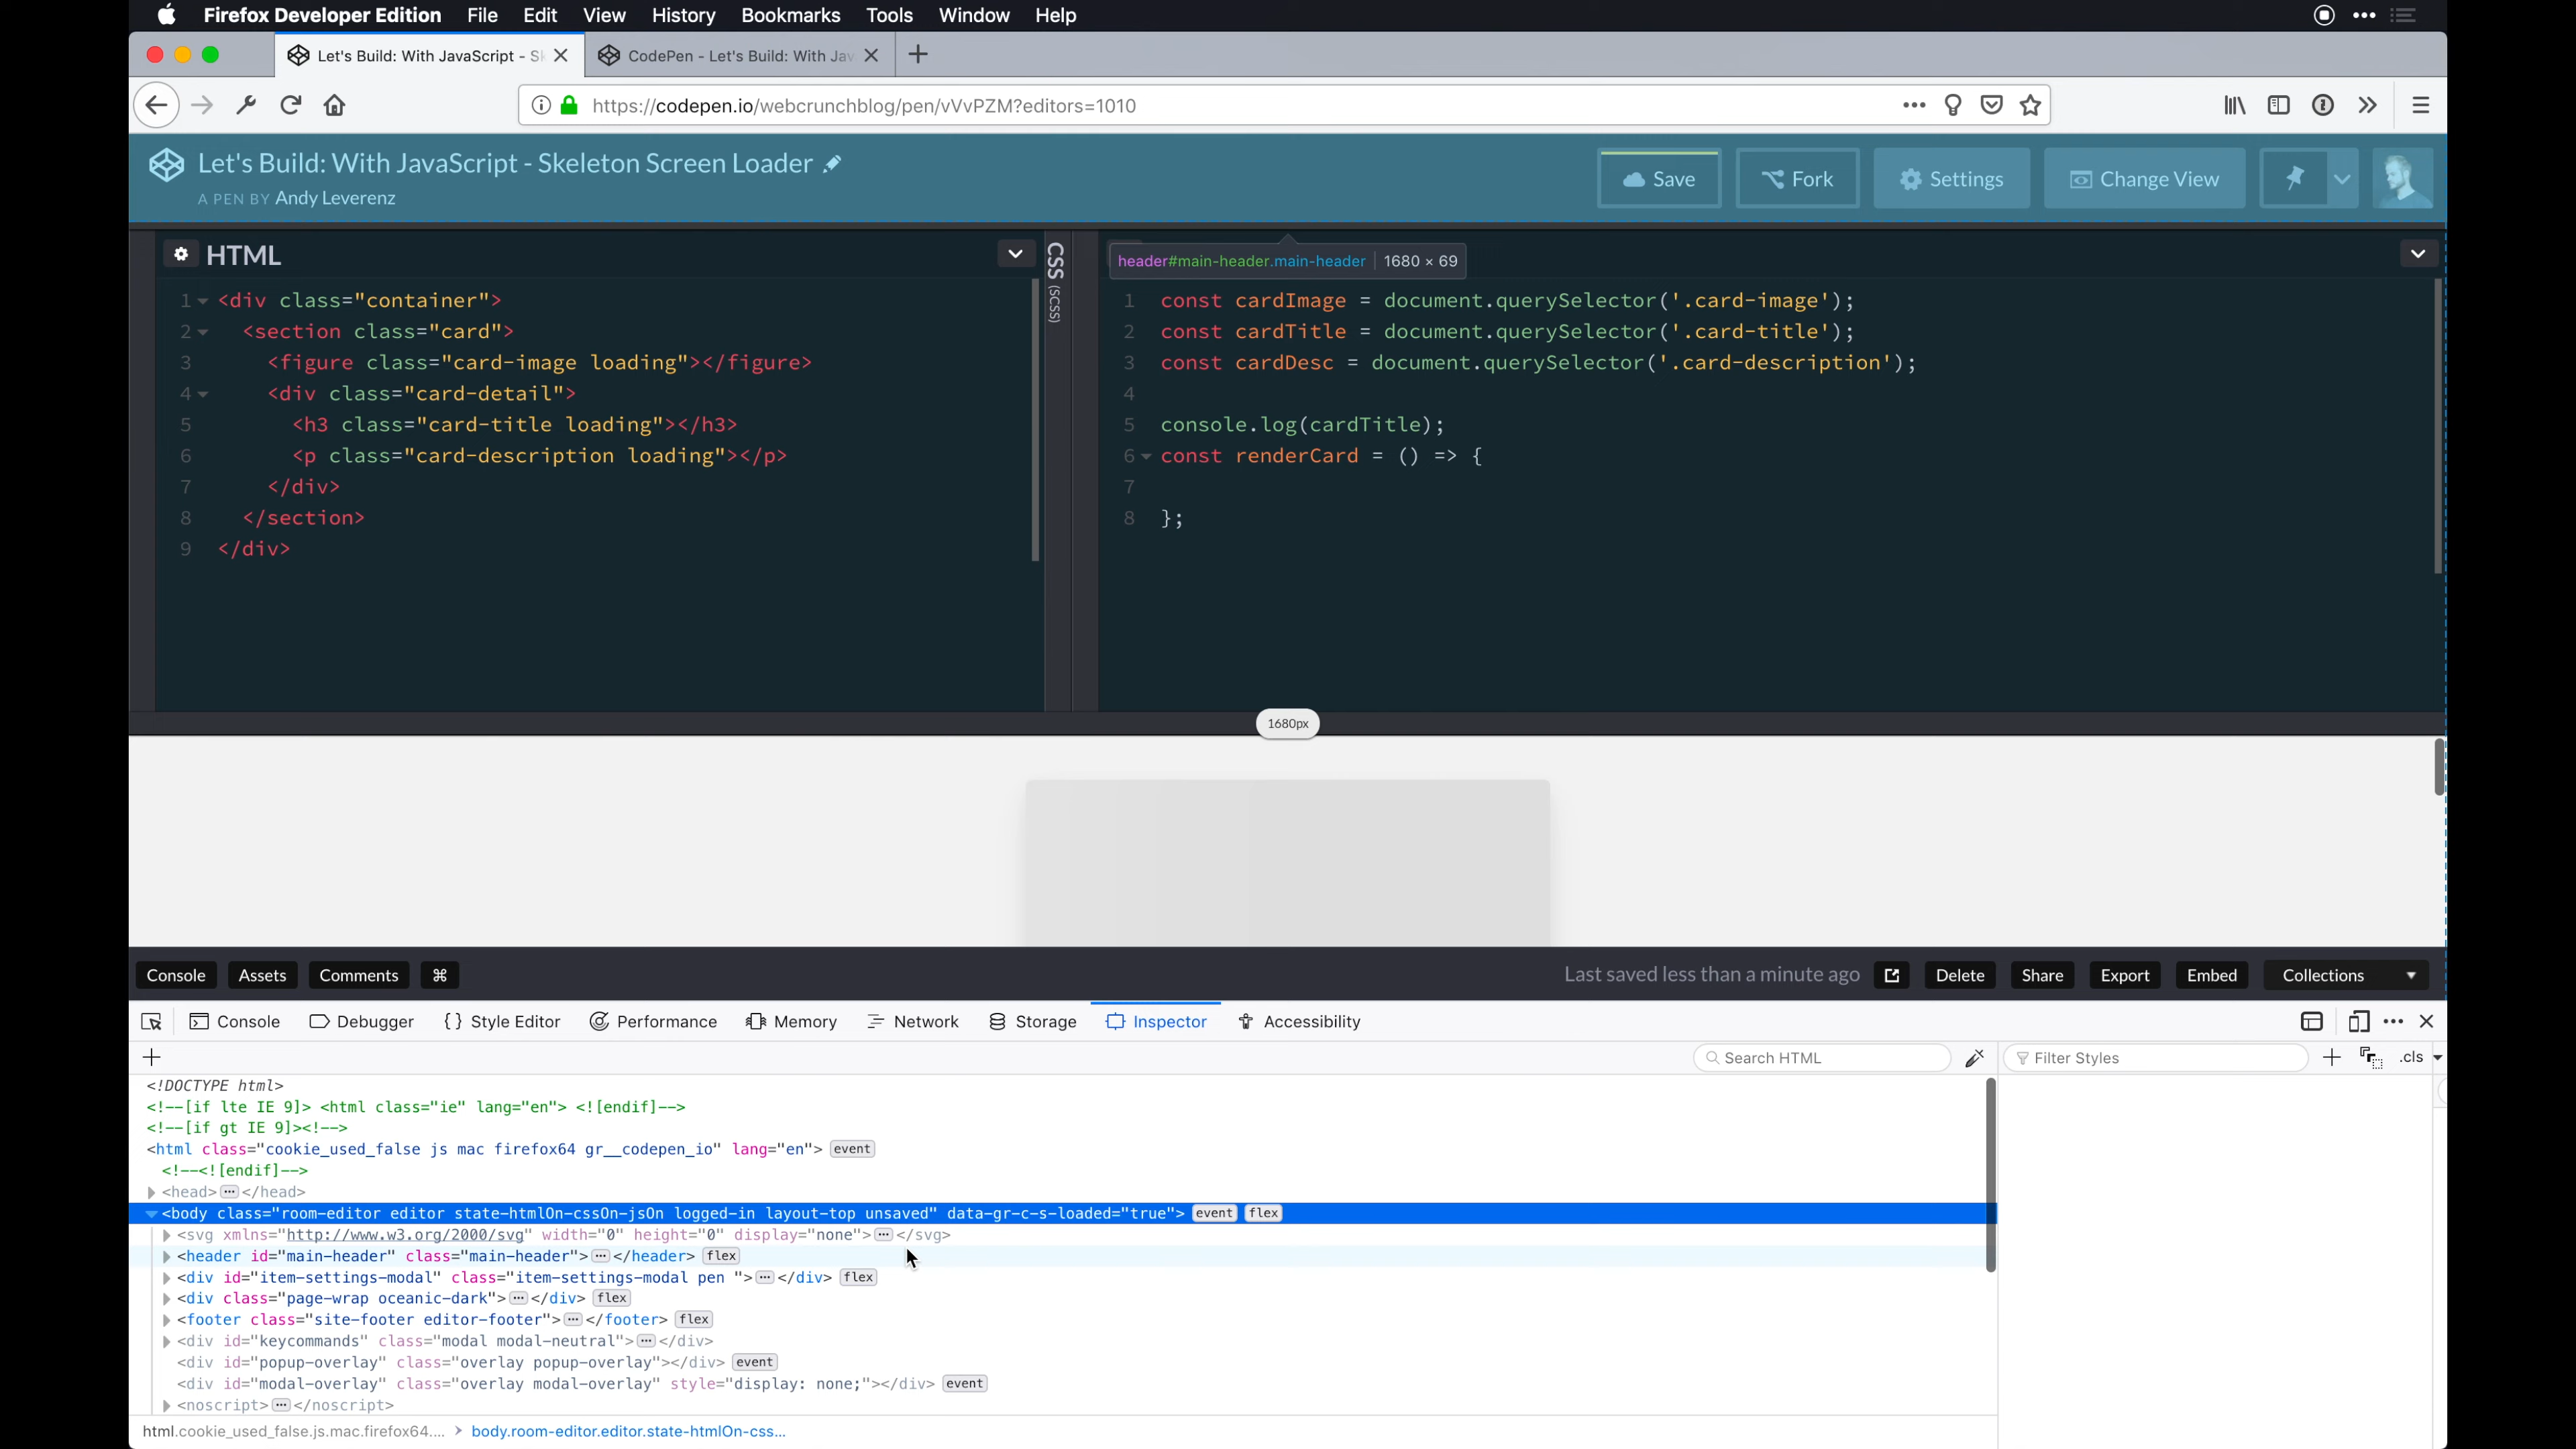 Firefox Developer Edition File Edit View History Bookmarks Tools Window Help
Let's Build: With JavaScript - Sk
CodePen - Let's Build: With Jav
https://codepen.io/webcrunchblog/pen/vVvPZM?editors=1010
Let's Build: With JavaScript - Skeleton Screen Loader
A PEN BY Andy Leverenz
Save Fork Settings Change View
HTML
CSS (SCSS)
header#main-header.main-header 1680 × 69
1 <div class="container">
2 <section class="card">
3 <figure class="card-image loading"></figure>
4 <div class="card-detail">
5 <h3 class="card-title loading"></h3>
6 <p class="card-description loading"></p>
7 </div>
8 </section>
9 </div>
1 const cardImage = document.querySelector('.card-image');
2 const cardTitle = document.querySelector('.card-title');
3 const cardDesc = document.querySelector('.card-description');
4
5 console.log(cardTitle);
6 const renderCard = () => {
7
8 };
1680px
Console Assets Comments ⌘
Last saved less than a minute ago Delete Share Export Embed Collections
Console Debugger Style Editor Performance Memory Network Storage Inspector Accessibility
Search HTML
Filter Styles
.cls
<!DOCTYPE html>
<!--[if lte IE 9]> <html class="ie" lang="en"> <![endif]-->
<!--[if gt IE 9]><!-->
<html class="cookie_used_false js mac firefox64 gr__codepen_io" lang="en"> event
<!--<![endif]-->
<head>…</head>
<body class="room-editor editor state-htmlOn-cssOn-jsOn logged-in layout-top unsaved" data-gr-c-s-loaded="true"> event flex
<svg xmlns="http://www.w3.org/2000/svg" width="0" height="0" display="none">…</svg>
<header id="main-header" class="main-header">…</header> flex
<div id="item-settings-modal" class="item-settings-modal pen ">…</div> flex
<div class="page-wrap oceanic-dark">…</div> flex
<footer class="site-footer editor-footer">…</footer> flex
<div id="keycommands" class="modal modal-neutral">…</div>
<div id="popup-overlay" class="overlay popup-overlay"></div> event
<div id="modal-overlay" class="overlay modal-overlay" style="display: none;"></div> event
<noscript>…</noscript>
html.cookie_used_false.js.mac.firefox64.... > body.room-editor.editor.state-htmlOn-css...